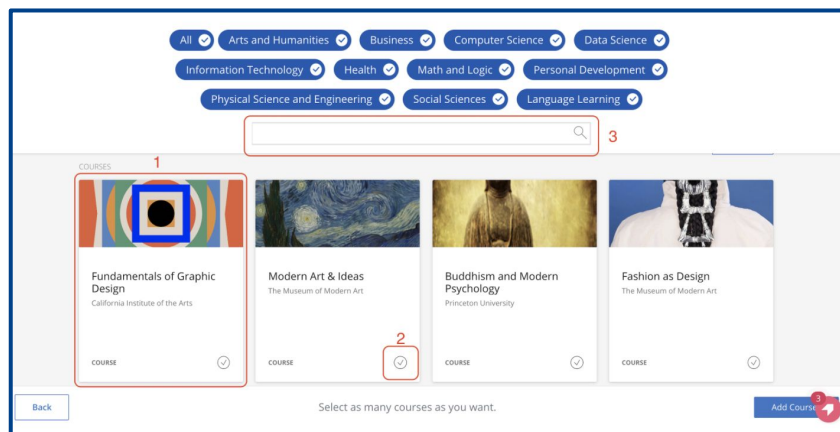 All Arts and Humanities Business Computer Science Data Science
Information Technology Health Math and Logic Personal Development
Physical Science and Engineering Social Sciences Language Learning
3
COURSES
1
Fundamentals of Graphic
Design
California Institute of the Arts
COURSE
Modern Art & Ideas
The Museum of Modern Art
2
COURSE
Buddhism and Modern
Psychology
Princeton University
COURSE
Fashion as Design
The Museum of Modern Art
COURSE
Back
Select as many courses as you want.
Add Course
3